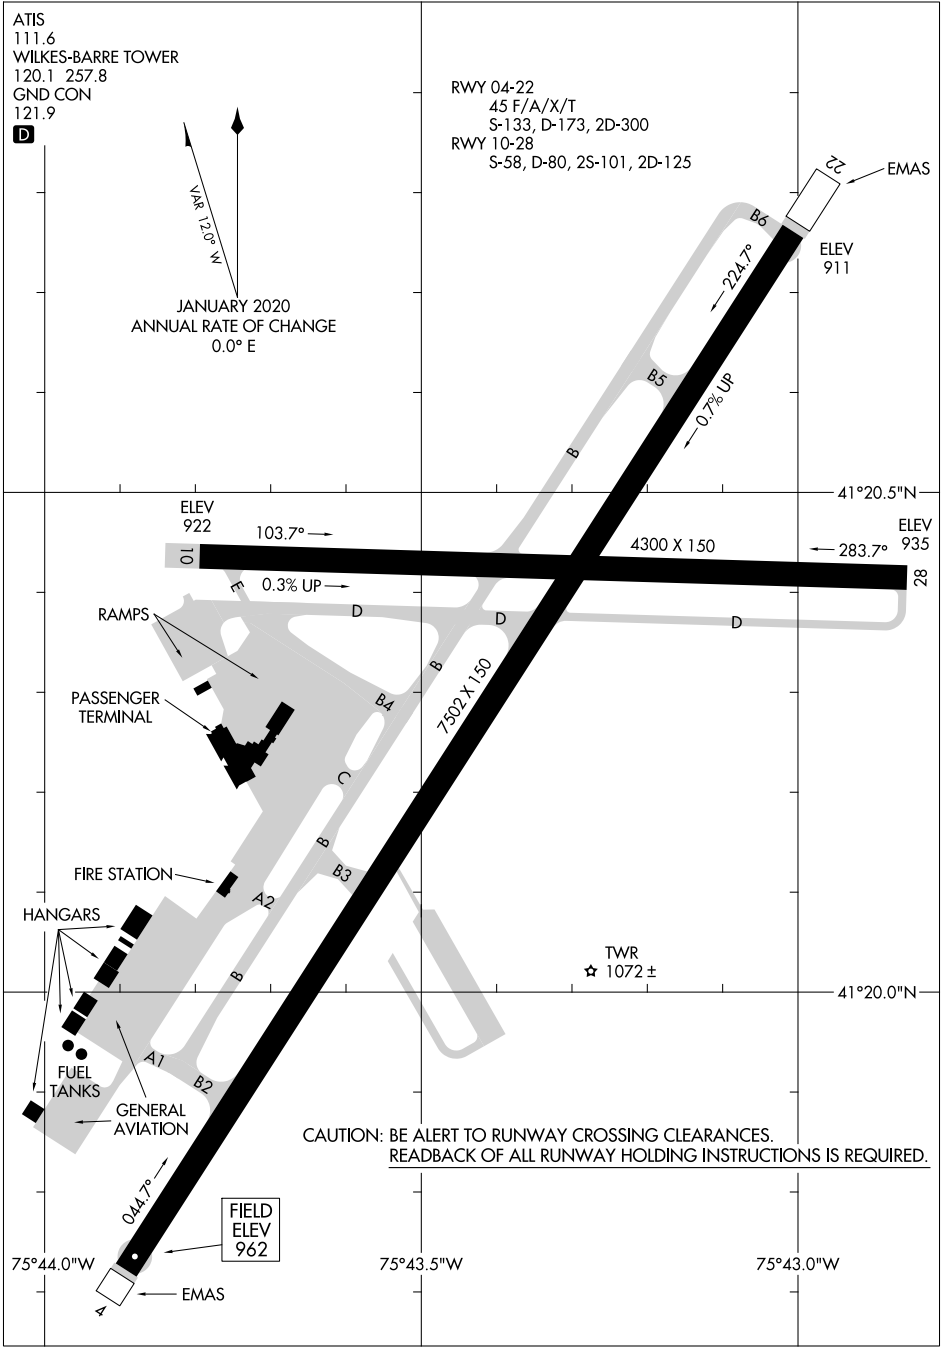 ATIS
111.6
WILKES-BARRE TOWER
120.1 257.8
GND CON
121.9
D
RWY 04-22
45 F/A/X/T
S-133, D-173, 2D-300
RWY 10-28
S-58, D-80, 2S-101, 2D-125
VAR 12.0° W
JANUARY 2020
ANNUAL RATE OF CHANGE
0.0° E
22
EMAS
B6
ELEV
911
224.7°
B5
0.7% UP
B
41°20.5"N
ELEV
922
103.7°
10
4300 X 150
283.7°
ELEV
935
28
0.3% UP
E
D
D
D
RAMPS
B
PASSENGER
TERMINAL
B4
7502 X 150
C
B
B3
FIRE STATION
A2
HANGARS
B
TWR
1072 ±
41°20.0"N
A1
B2
FUEL
TANKS
GENERAL
AVIATION
CAUTION: BE ALERT TO RUNWAY CROSSING CLEARANCES.
READBACK OF ALL RUNWAY HOLDING INSTRUCTIONS IS REQUIRED.
044.7°
FIELD
ELEV
962
75°44.0"W
75°43.5"W
75°43.0"W
EMAS
4